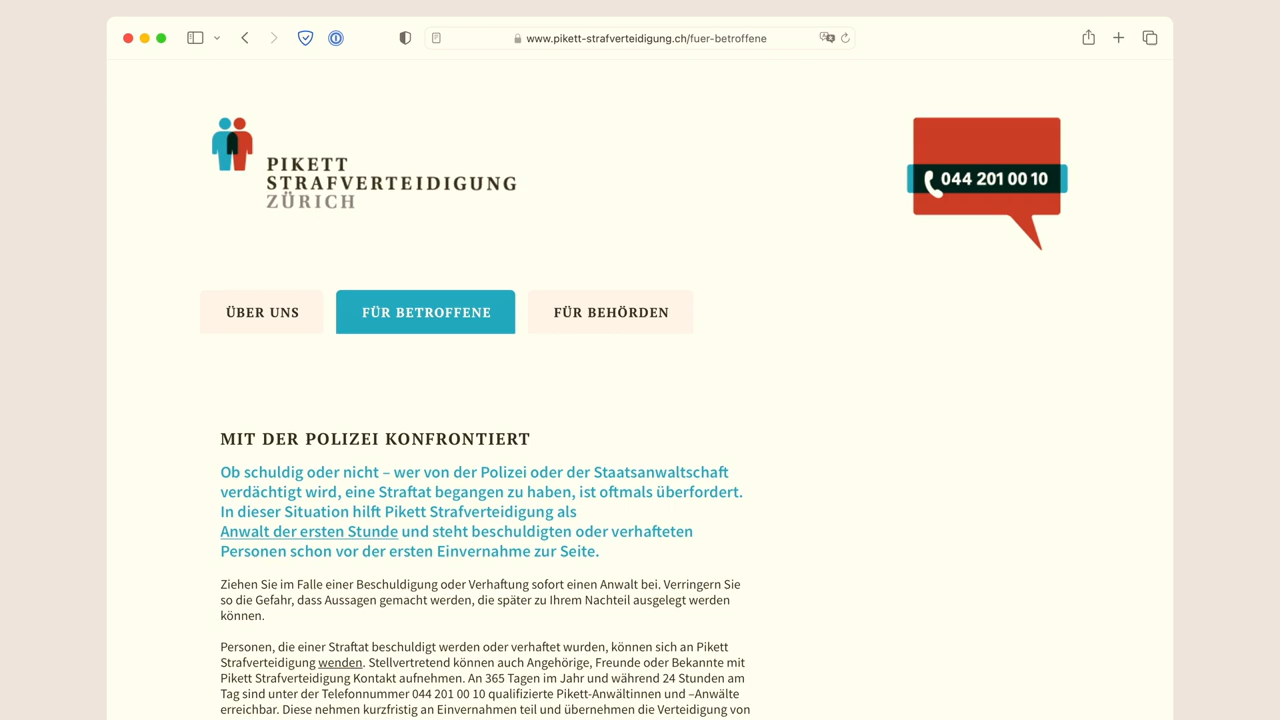 www.pikett-strafverteidigung.ch/fuer-betroffene
PIKETT
STRAFVERTEIDIGUNG
ZÜRICH
044 201 00 10
ÜBER UNS
FÜR BETROFFENE
FÜR BEHÖRDEN
MIT DER POLIZEI KONFRONTIERT
Ob schuldig oder nicht – wer von der Polizei oder der Staatsanwaltschaft
verdächtigt wird, eine Straftat begangen zu haben, ist oftmals überfordert.
In dieser Situation hilft Pikett Strafverteidigung als
Anwalt der ersten Stunde und steht beschuldigten oder verhafteten
Personen schon vor der ersten Einvernahme zur Seite.
Ziehen Sie im Falle einer Beschuldigung oder Verhaftung sofort einen Anwalt bei. Verringern Sie
so die Gefahr, dass Aussagen gemacht werden, die später zu Ihrem Nachteil ausgelegt werden
können.
Personen, die einer Straftat beschuldigt werden oder verhaftet wurden, können sich an Pikett
Strafverteidigung wenden. Stellvertretend können auch Angehörige, Freunde oder Bekannte mit
Pikett Strafverteidigung Kontakt aufnehmen. An 365 Tagen im Jahr und während 24 Stunden am
Tag sind unter der Telefonnummer 044 201 00 10 qualifizierte Pikett-Anwältinnen und –Anwälte
erreichbar. Diese nehmen kurzfristig an Einvernahmen teil und übernehmen die Verteidigung von